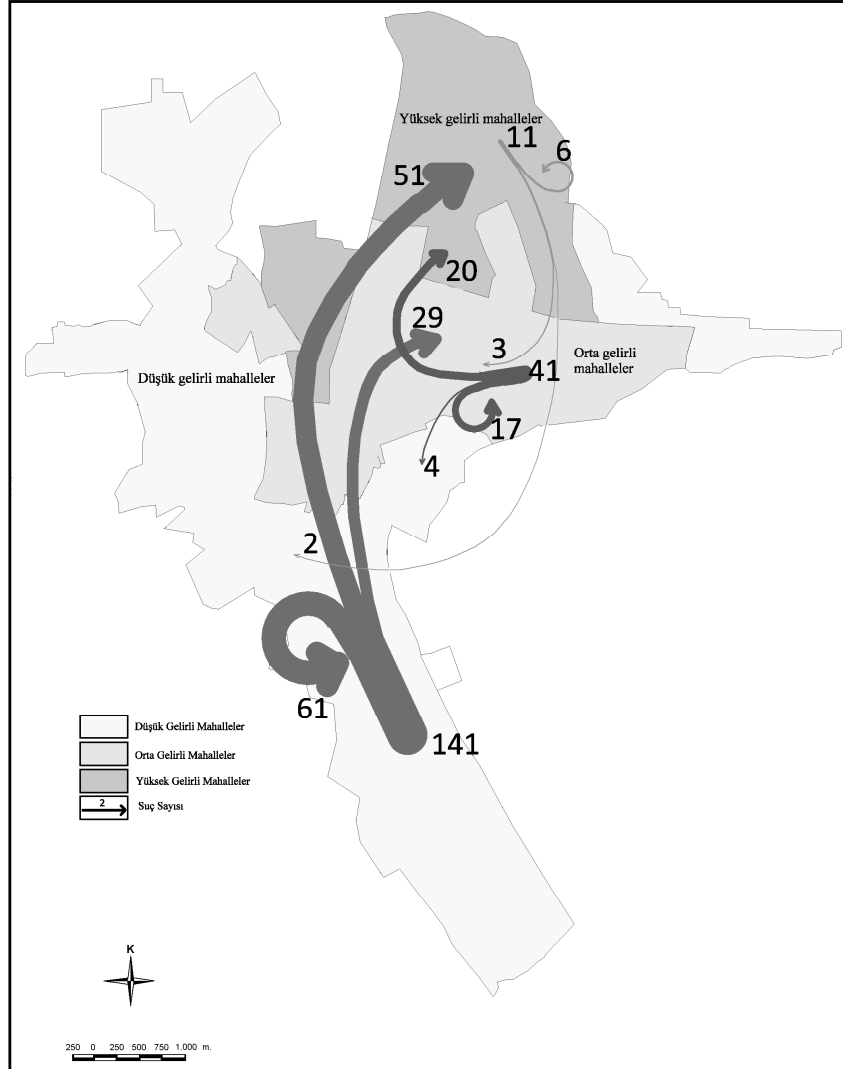 Yüksek gelirli mahalleler
11
6
51
20
29
3
Orta gelirli
mahalleler
41
Düşük gelirli mahalleler
17
4
2
61
141
Düşük Gelirli Mahalleler
Orta Gelirli Mahalleler
Yüksek Gelirli Mahalleler
2
Suç Sayısı
K
250 0 250 500 750 1.000 m.